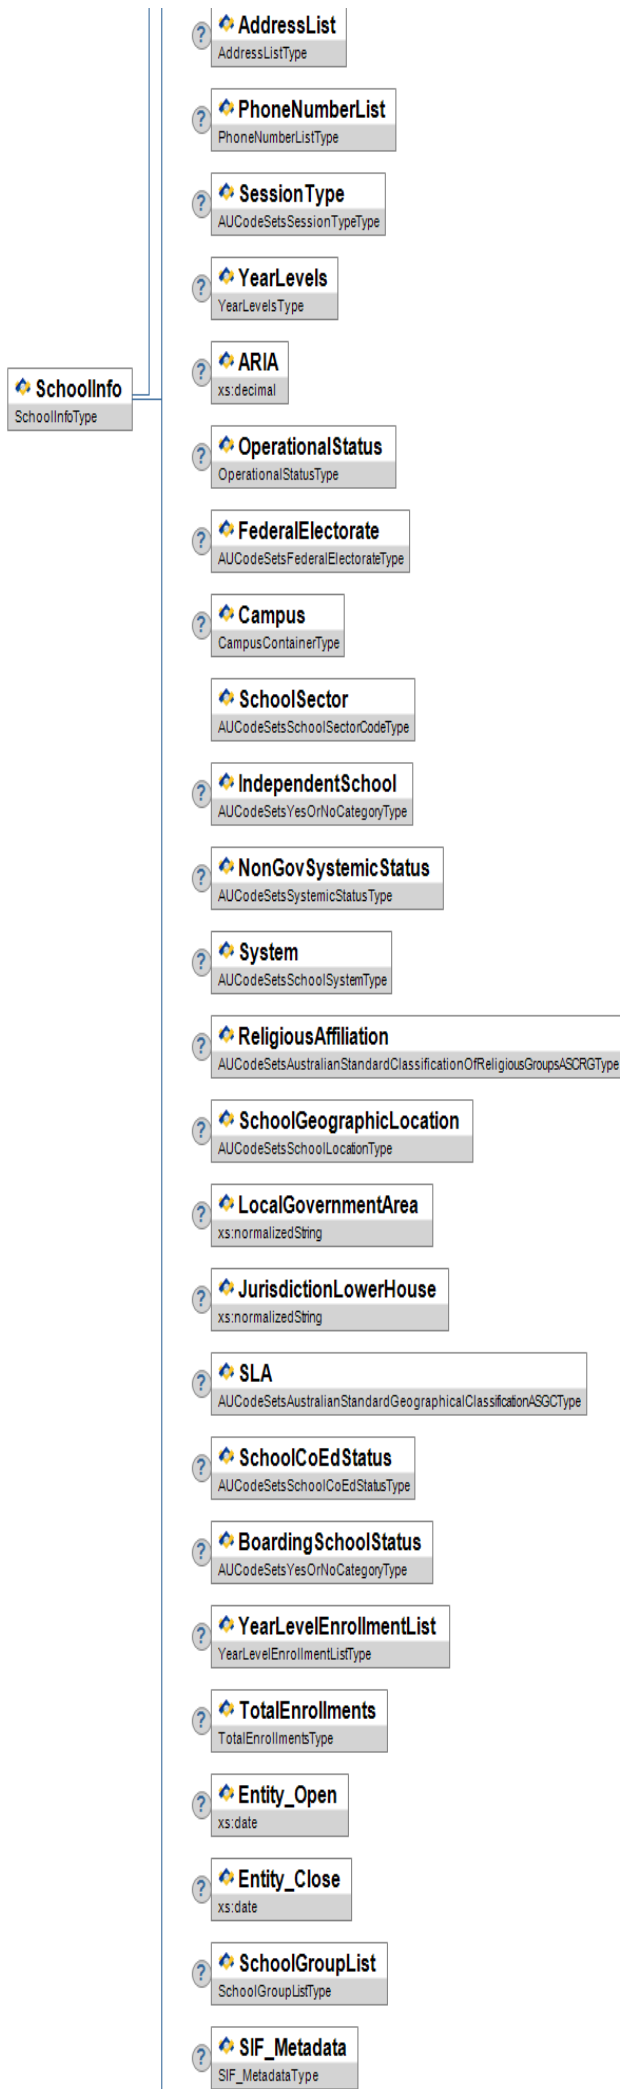 ? AddressList
AddressListType
? PhoneNumberList
PhoneNumberListType
? SessionType
AUCodeSetsSessionTypeType
? YearLevels
YearLevelsType
? ARIA
xs:decimal
SchoolInfo
SchoolInfoType
? OperationalStatus
OperationalStatusType
? FederalElectorate
AUCodeSetsFederalElectorateType
? Campus
CampusContainerType
SchoolSector
AUCodeSetsSchoolSectorCodeType
? IndependentSchool
AUCodeSetsYesOrNoCategoryType
? NonGovSystemicStatus
AUCodeSetsSystemicStatusType
? System
AUCodeSetsSchoolSystemType
? ReligiousAffiliation
AUCodeSetsAustralianStandardClassificationOfReligiousGroupsASCRGType
? SchoolGeographicLocation
AUCodeSetsSchoolLocationType
? LocalGovernmentArea
xs:normalizedString
? JurisdictionLowerHouse
xs:normalizedString
? SLA
AUCodeSetsAustralianStandardGeographicalClassificationASGCType
? SchoolCoEdStatus
AUCodeSetsSchoolCoEdStatusType
? BoardingSchoolStatus
AUCodeSetsYesOrNoCategoryType
? YearLevelEnrollmentList
YearLevelEnrollmentListType
? TotalEnrollments
TotalEnrollmentsType
? Entity_Open
xs:date
? Entity_Close
xs:date
? SchoolGroupList
SchoolGroupListType
? SIF_Metadata
SIF_MetadataType